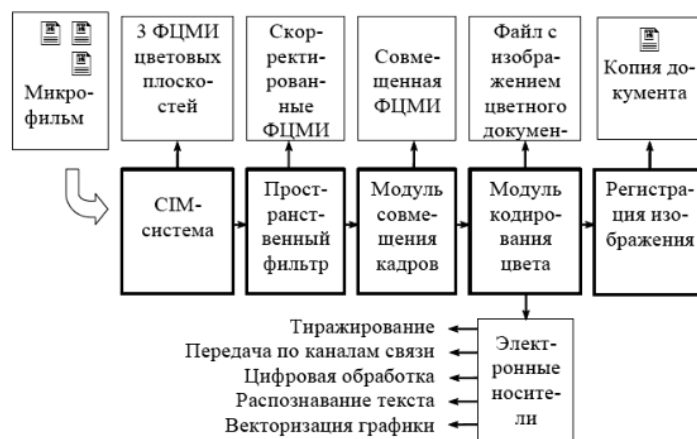 Микро-
фильм
3 ФЦМИ
цветовых
плоско-
стей
Скор-
ректи-
рован-
ные
ФЦМИ
Совме-
щенная
ФЦМИ
Файл с
изобра-
жением
цветного
докумен-
Копия до-
кумента
CIM-
система
Прост-
ранст-
венный
фильтр
Модуль
совме-
щения
кадров
Модуль
кодиро-
вания
цвета
Регистра-
ция изо-
бражения
Тиражирование
Передача по каналам связи
Цифровая обработка
Распознавание текста
Векторизация графики
Элект-
ронные
носите-
ли